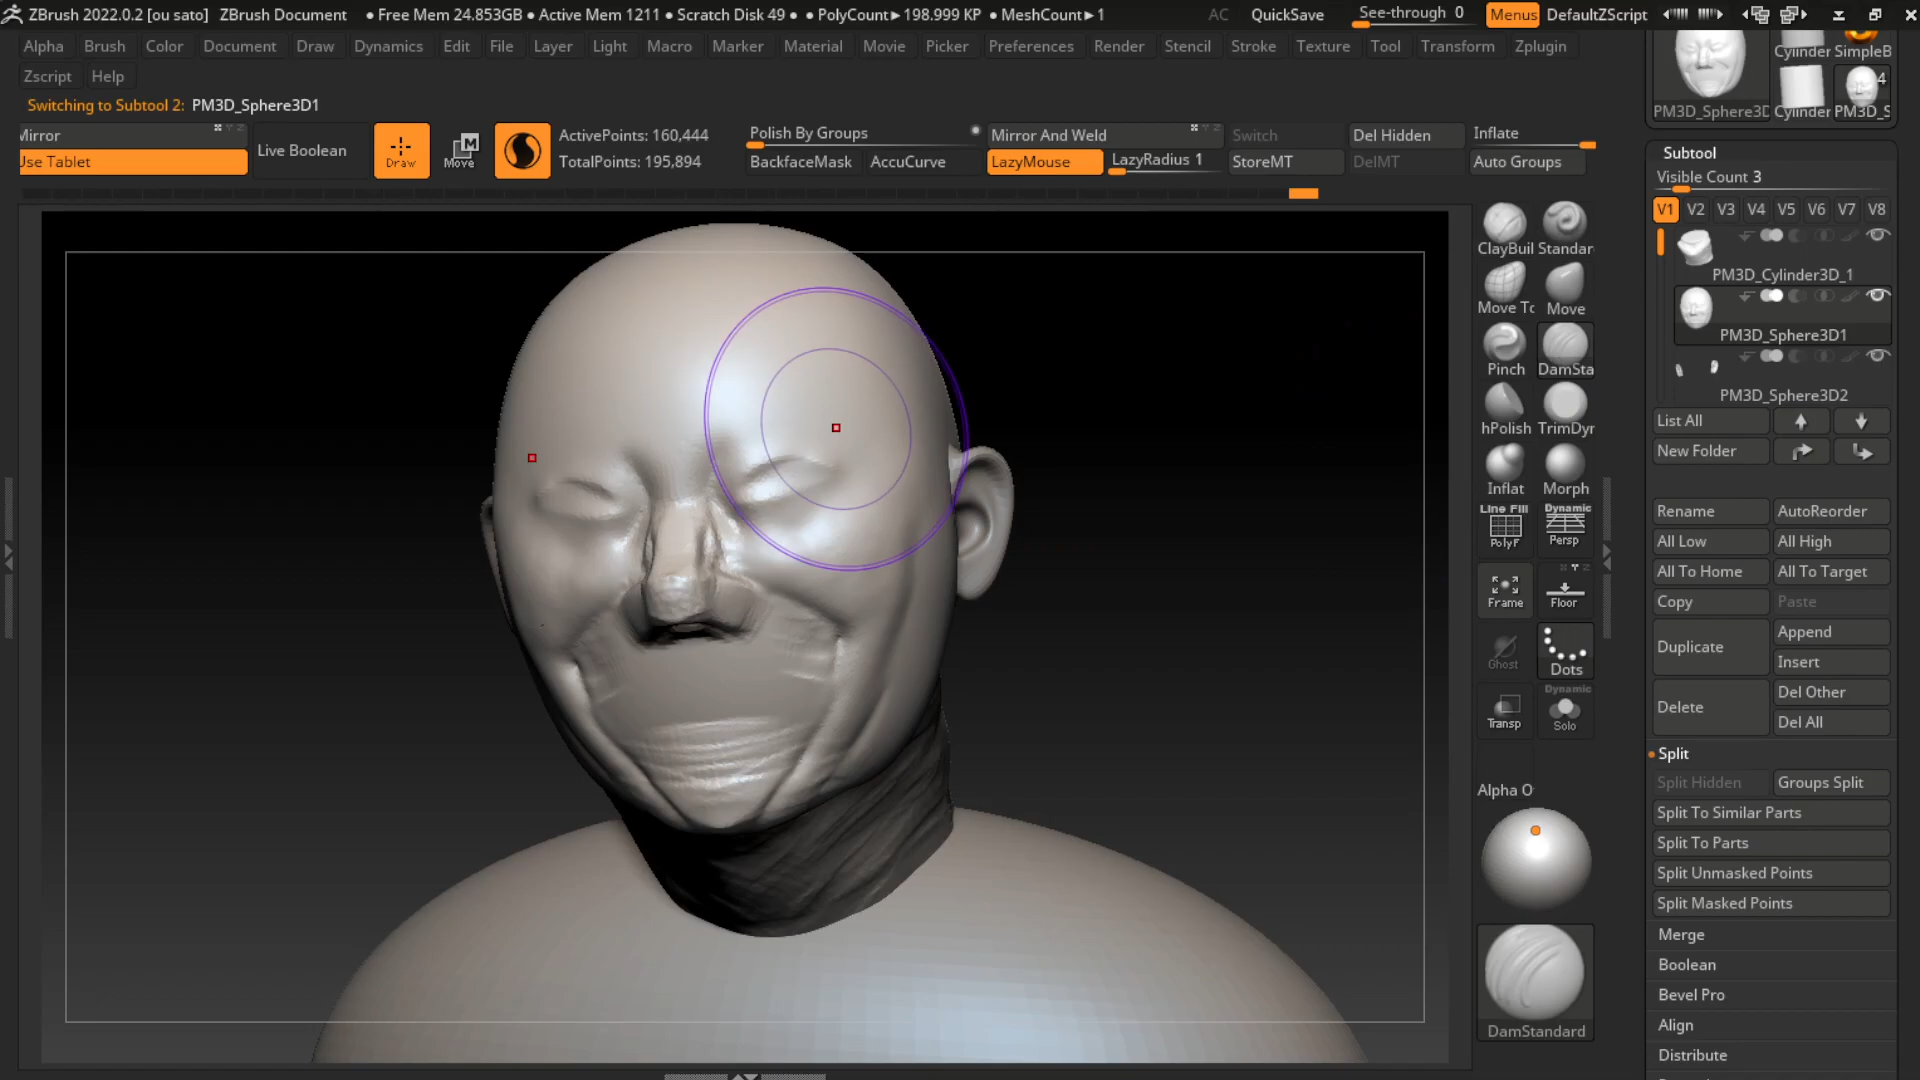 ZBrush 2022.0.2 [ou sato] ZBrush Document • Free Mem 24.853GB • Active Mem 1211 • Scratch Disk 49 • • PolyCount► 198.999 KP • MeshCount► 1 AC QuickSave See-through 0 Menus DefaultZScript
Alpha Brush Color Document Draw Dynamics Edit File Layer Light Macro Marker Material Movie Picker Preferences Render Stencil Stroke Texture Tool Transform Zplugin
Zscript Help
Switching to Subtool 2: PM3D_Sphere3D1
Mirror
Use Tablet
Live Boolean
Draw
Move
ActivePoints: 160,444
TotalPoints: 195,894
Polish By Groups
BackfaceMask AccuCurve
Mirror And Weld
LazyMouse LazyRadius 1
Switch
StoreMT
Del Hidden
DelMT
Inflate
Auto Groups
ClayBuil Standar
Move To Move
Pinch DamSta
hPolish TrimDyr
Inflat Morph
Line Fill Dynamic
PolyF Persp
Frame Floor
Ghost Dots
Dynamic
Transp Solo
Alpha O
DamStandard
Cylinder SimpleB
4
PM3D_Sphere3D Cylinder PM3D_S
Subtool
Visible Count 3
V1 V2 V3 V4 V5 V6 V7 V8
PM3D_Cylinder3D_1
PM3D_Sphere3D1
PM3D_Sphere3D2
List All
New Folder
Rename AutoReorder
All Low All High
All To Home All To Target
Copy Paste
Duplicate Append
Insert
Delete Del Other
Del All
Split
Split Hidden Groups Split
Split To Similar Parts
Split To Parts
Split Unmasked Points
Split Masked Points
Merge
Boolean
Bevel Pro
Align
Distribute